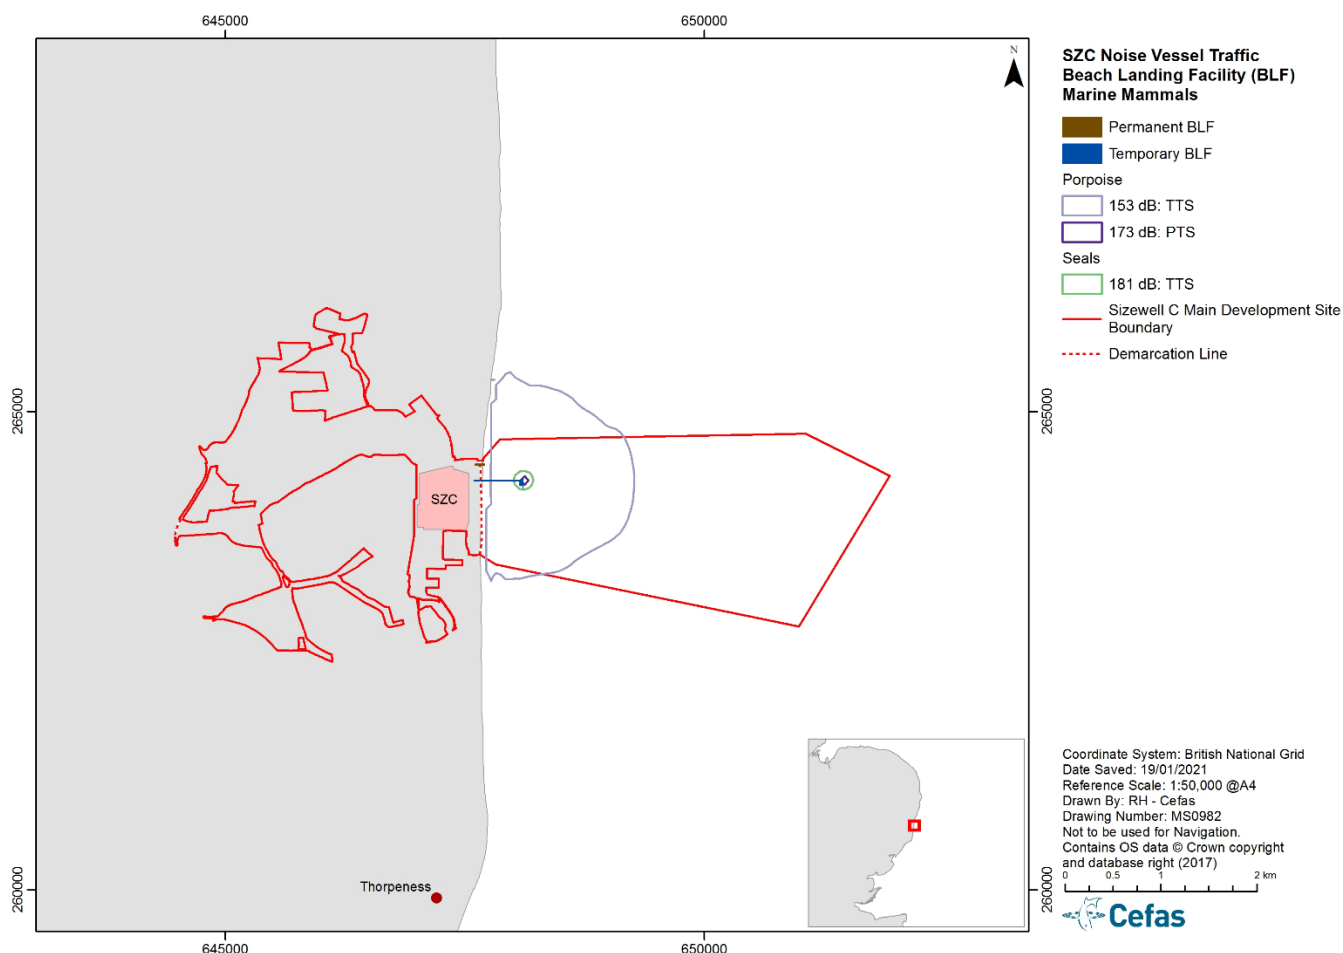 645000
650000
SZC Noise Vessel Traffic
Beach Landing Facility (BLF)
Marine Mammals
Permanent BLF
Temporary BLF
Porpoise
153 dB: TTS
173 dB: PTS
Seals
181 dB: TTS
Sizewell C Main Development Site
Boundary
Demarcation Line
N
265000
265000
SZC
Thorpeness
260000
260000
645000
650000
Coordinate System: British National Grid
Date Saved: 19/01/2021
Reference Scale: 1:50,000 @A4
Drawn By: RH - Cefas
Drawing Number: MS0982
Not to be used for Navigation.
Contains OS data © Crown copyright
and database right (2017)
0 0.5 1 2 km
Cefas